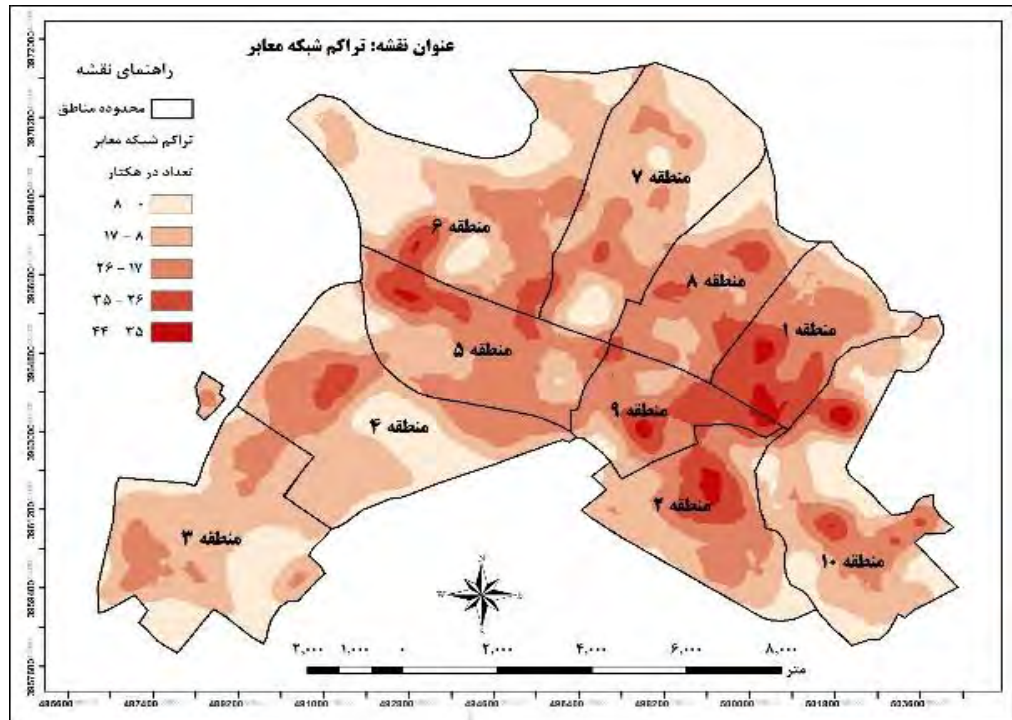 عنوان نقشه: تراکم شبکه معابر
راهنمای نقشه
محدوده مناطق
تراکم شبکه معابر
تعداد در هکتار
۰ - ۸
۸ - ۱۷
۱۷ - ۲۶
۲۶ - ۳۵
۳۵ - ۴۴
منطقه ۷
منطقه ۶
منطقه ۸
منطقه ۱
منطقه ۵
منطقه ۴
منطقه ۹
منطقه ۲
منطقه ۳
منطقه ۱۰
N
W
E
S
۲,۰۰۰ ۱,۰۰۰ ۰ ۲,۰۰۰ ۴,۰۰۰ ۶,۰۰۰ ۸,۰۰۰
متر